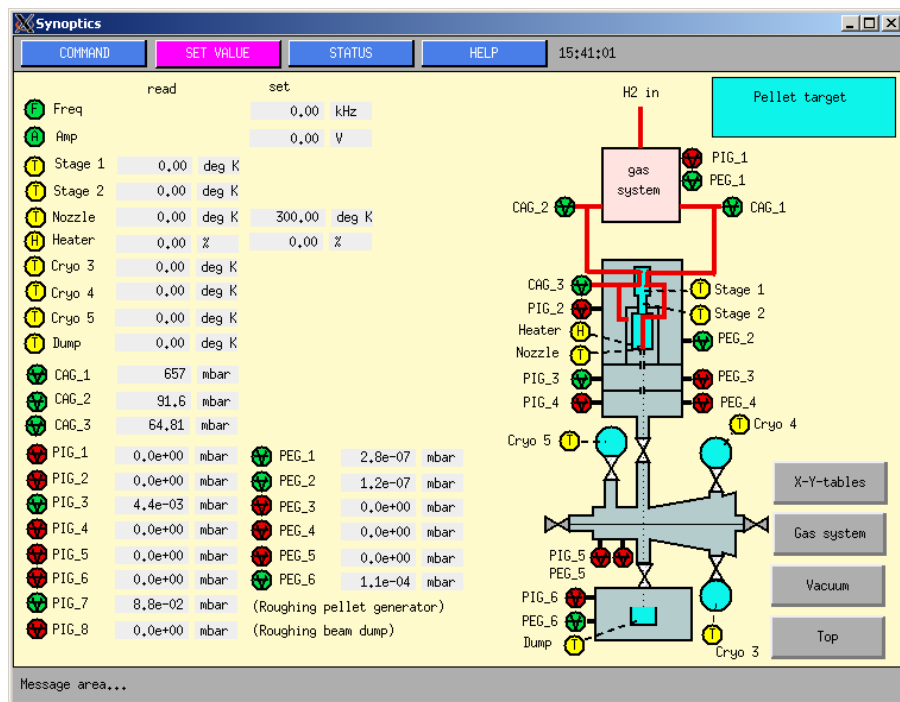 Synoptics
COMMAND SET VALUE STATUS HELP 15:41:01
read set
F Freq 0.00 kHz
A Amp 0.00 V
T Stage 1 0.00 deg K
T Stage 2 0.00 deg K
T Nozzle 0.00 deg K 300.00 deg K
H Heater 0.00 % 0.00 %
T Cryo 3 0.00 deg K
T Cryo 4 0.00 deg K
T Cryo 5 0.00 deg K
T Dump 0.00 deg K
CAG_1 657 mbar
CAG_2 91.6 mbar
CAG_3 64.81 mbar
PIG_1 0.0e+00 mbar PEG_1 2.8e-07 mbar
PIG_2 0.0e+00 mbar PEG_2 1.2e-07 mbar
PIG_3 4.4e-03 mbar PEG_3 0.0e+00 mbar
PIG_4 0.0e+00 mbar PEG_4 0.0e+00 mbar
PIG_5 0.0e+00 mbar PEG_5 0.0e+00 mbar
PIG_6 0.0e+00 mbar PEG_6 1.1e-04 mbar
PIG_7 8.8e-02 mbar (Roughing pellet generator)
PIG_8 0.0e+00 mbar (Roughing beam dump)
H2 in
Pellet target
gas
system
PIG_1
PEG_1
CAG_2 CAG_1
CAG_3 T Stage 1
PIG_2 T Stage 2
Heater H
PEG_2
Nozzle T
PIG_3 PEG_3
PIG_4 PEG_4
T Cryo 4
Cryo 5 T
X-Y-tables
Gas system
PIG_5
PEG_5
Vacuum
PIG_6
PEG_6
Dump T
T Cryo 3
Top
Message area...